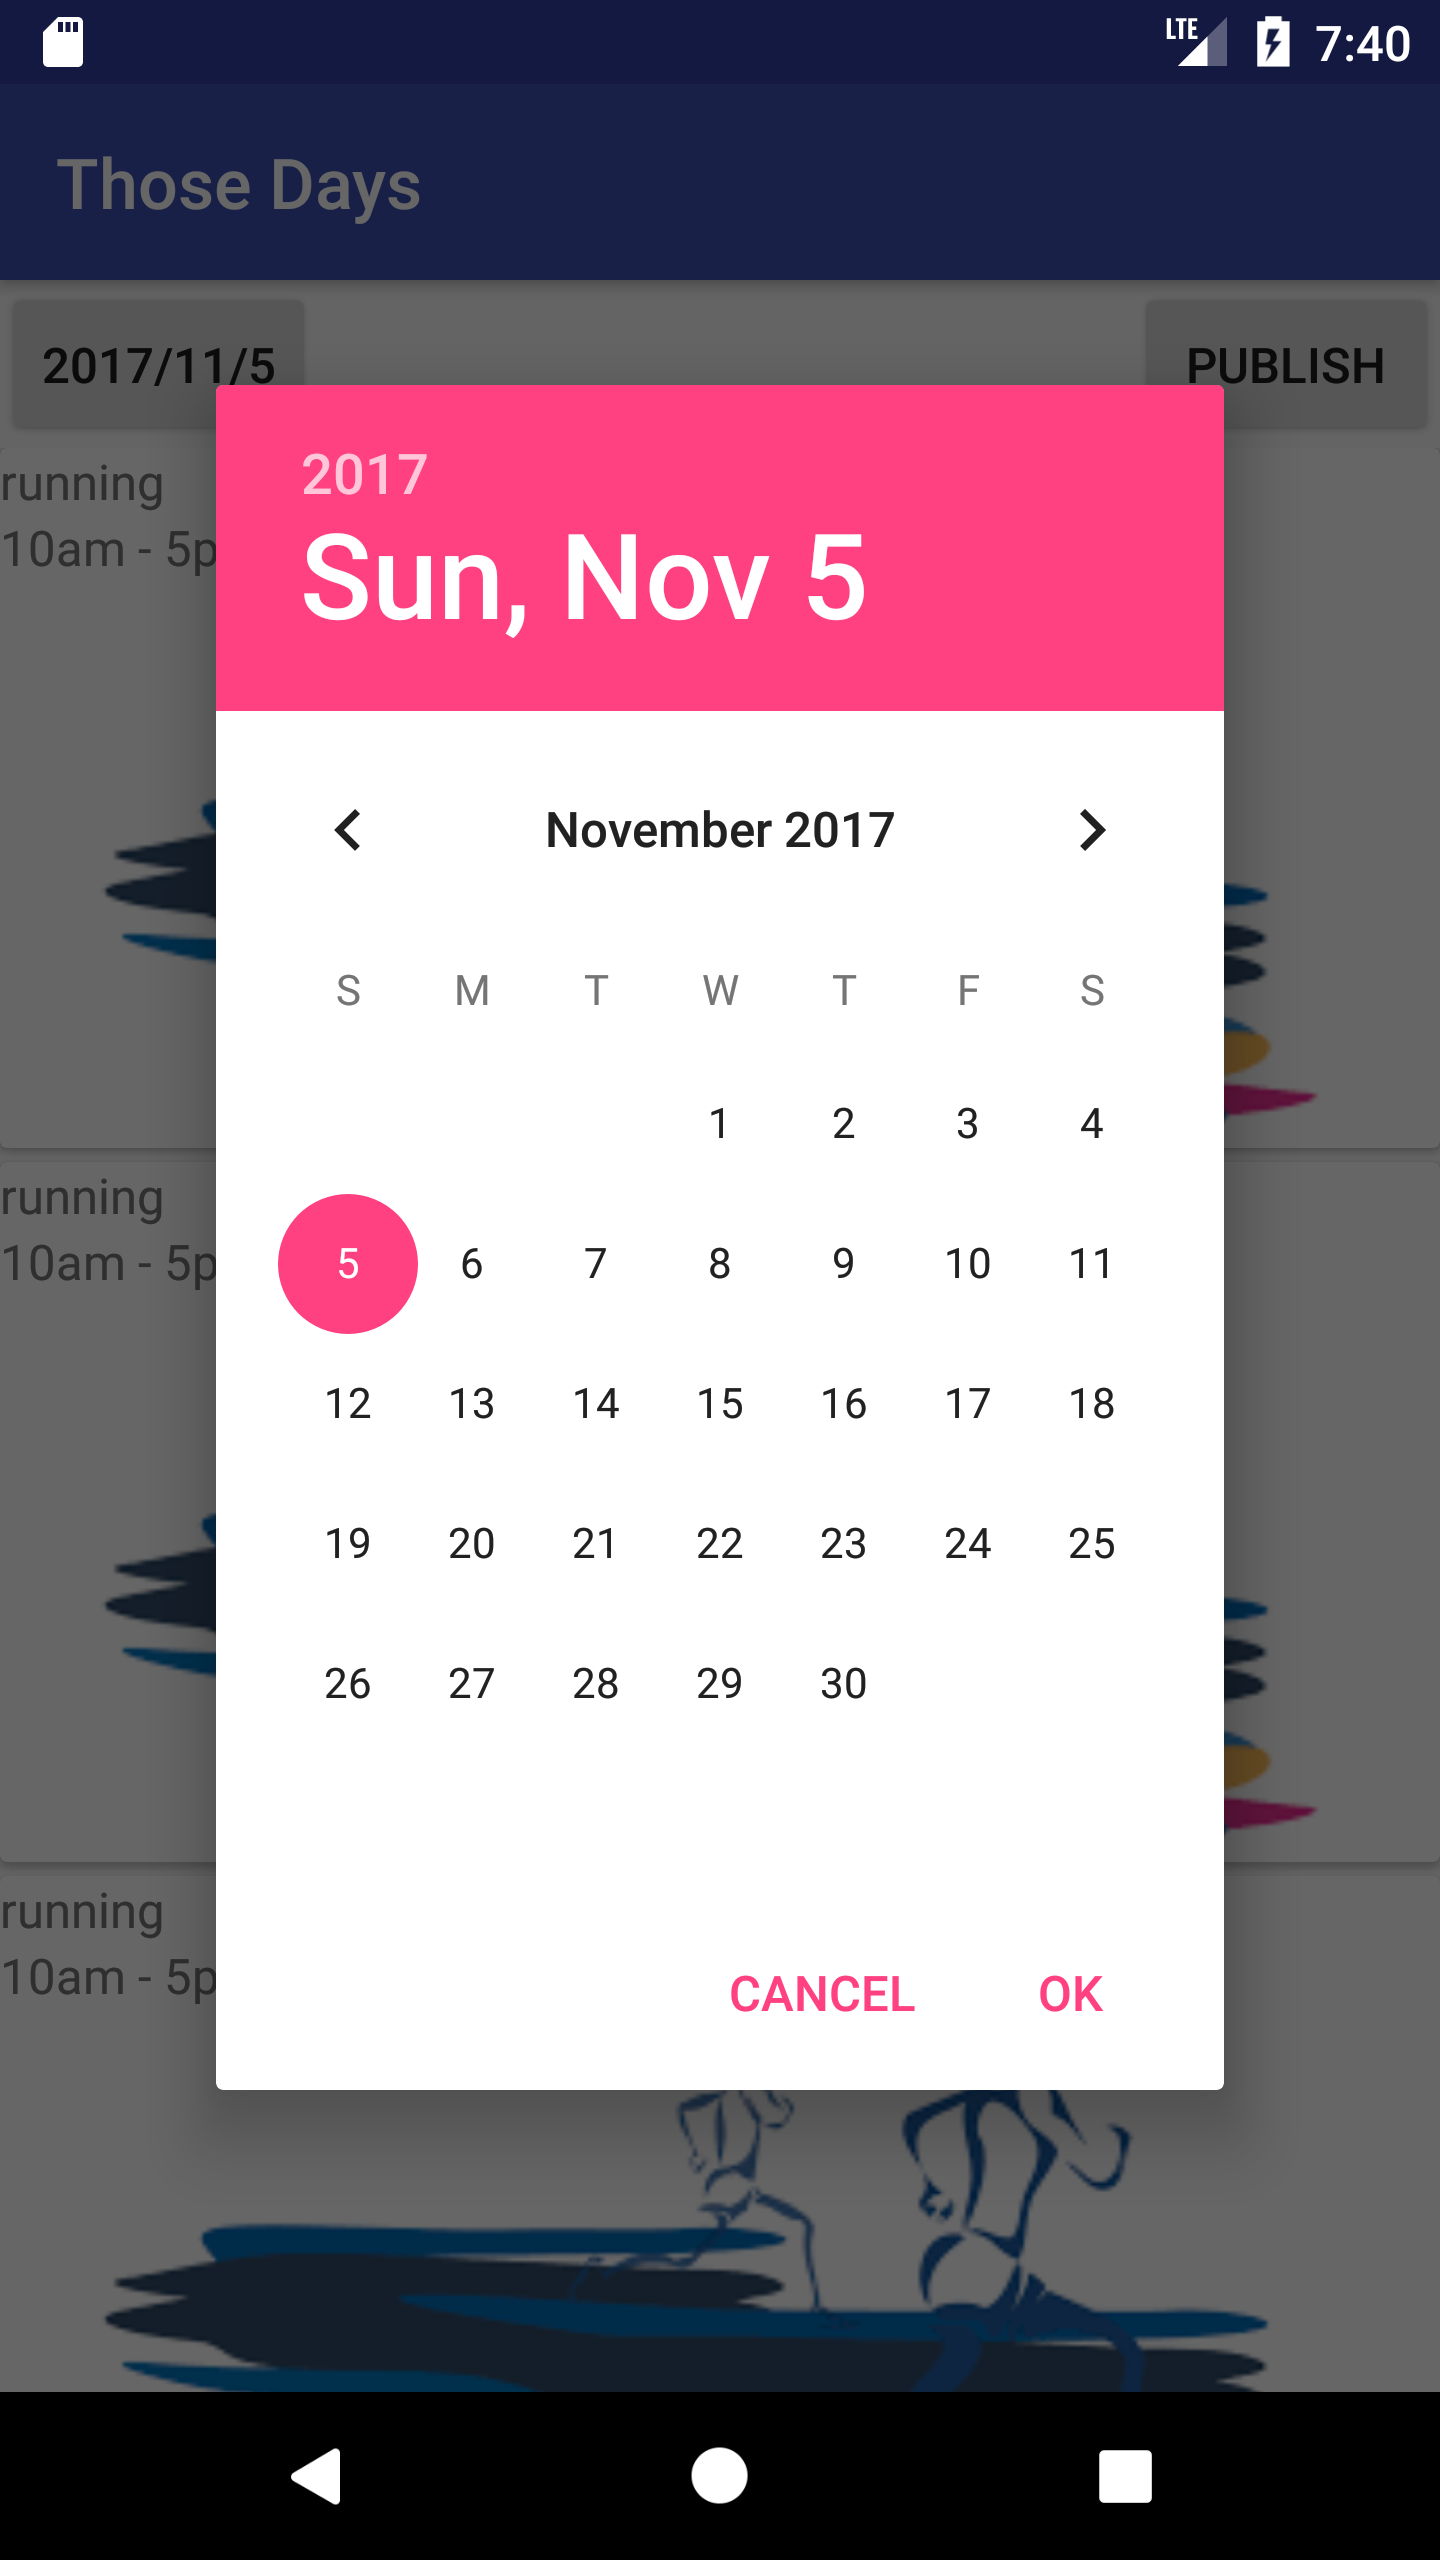 LTE 7:40
Those Days
2017/11/5 PUBLISH
running
10am - 5p
2017
Sun, Nov 5
November 2017
S M T W T F S
1 2 3 4
5 6 7 8 9 10 11
12 13 14 15 16 17 18
19 20 21 22 23 24 25
26 27 28 29 30
running
10am - 5p
running
10am - 5p
CANCEL OK